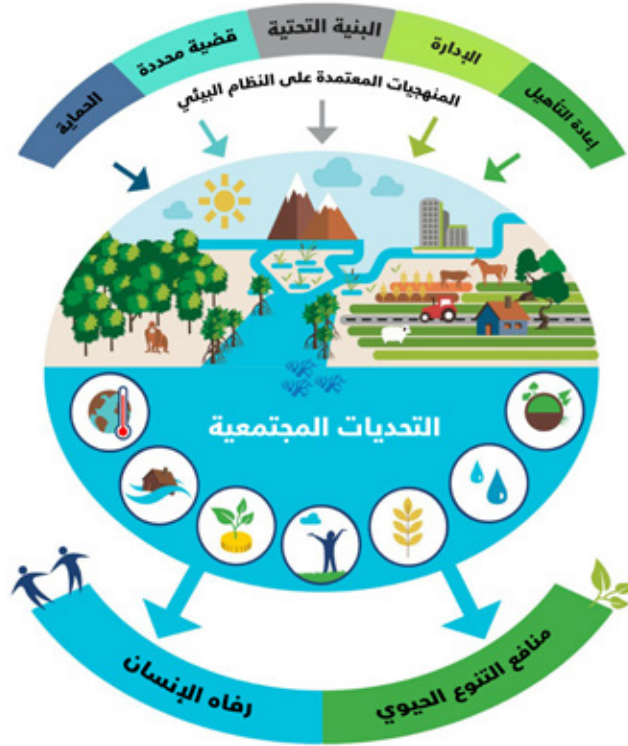 إعادة التأهيل
الإدارة
البنية التحتية
قضية محددة
الحماية
المنهجيات المعتمدة على النظام البيئي
التحديات المجتمعية
منافع التنوع الحيوي
رفاه الإنسان